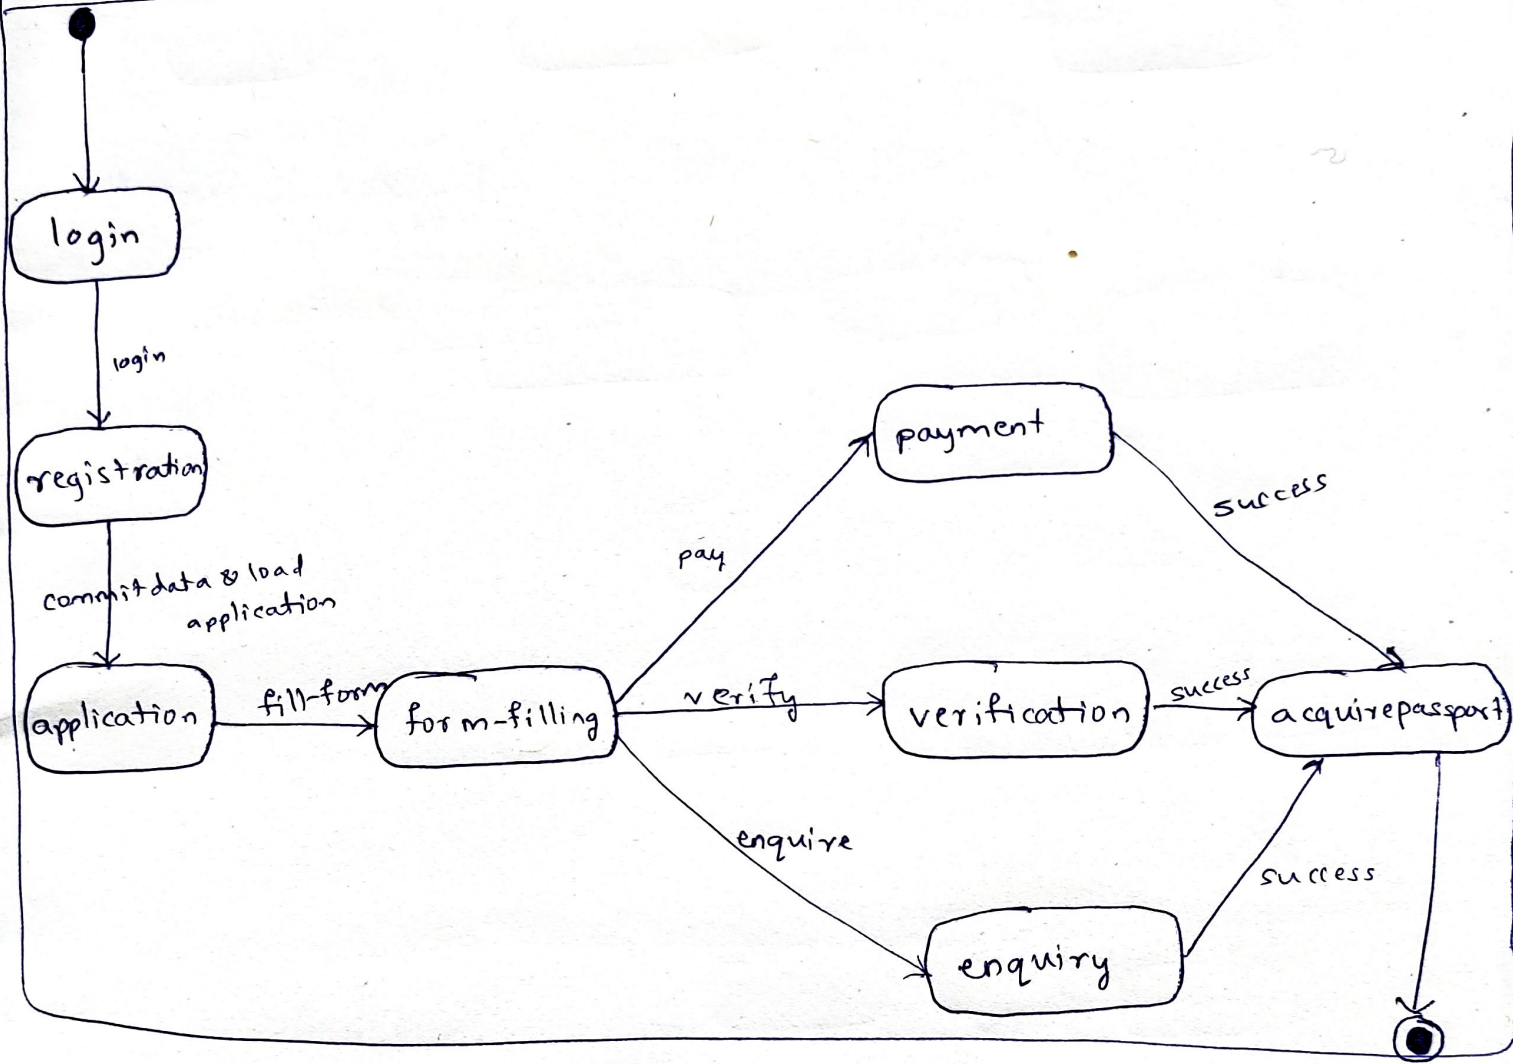 login
login
registration
commit data & load
application
application
fill-form
form-filling
pay
payment
success
verify
verification
success
acquirepassport
enquire
enquiry
success